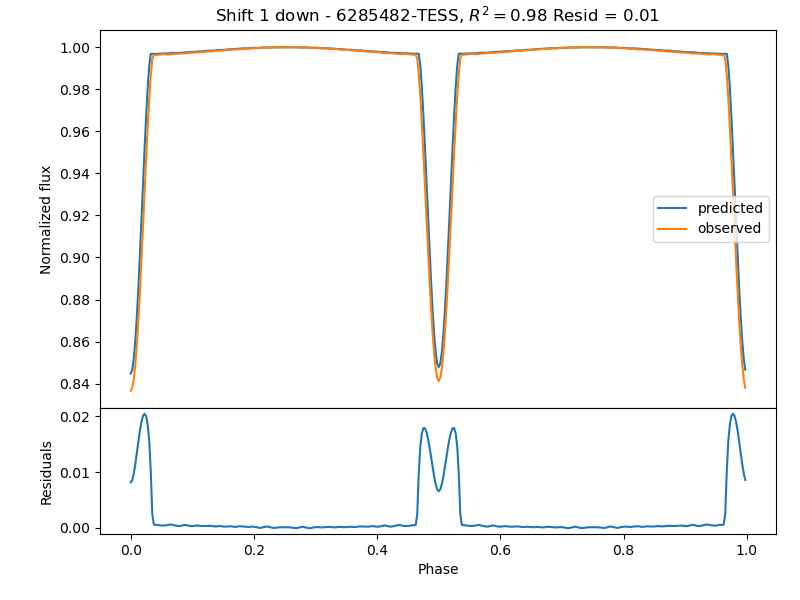 Shift 1 down - 6285482-TESS, R² = 0.98 Resid = 0.01
1.00
0.98
0.96
0.94
0.92
0.90
0.88
0.86
0.84
Normalized flux
predicted
observed
0.02
0.01
0.00
Residuals
0.0 0.2 0.4 0.6 0.8 1.0
Phase